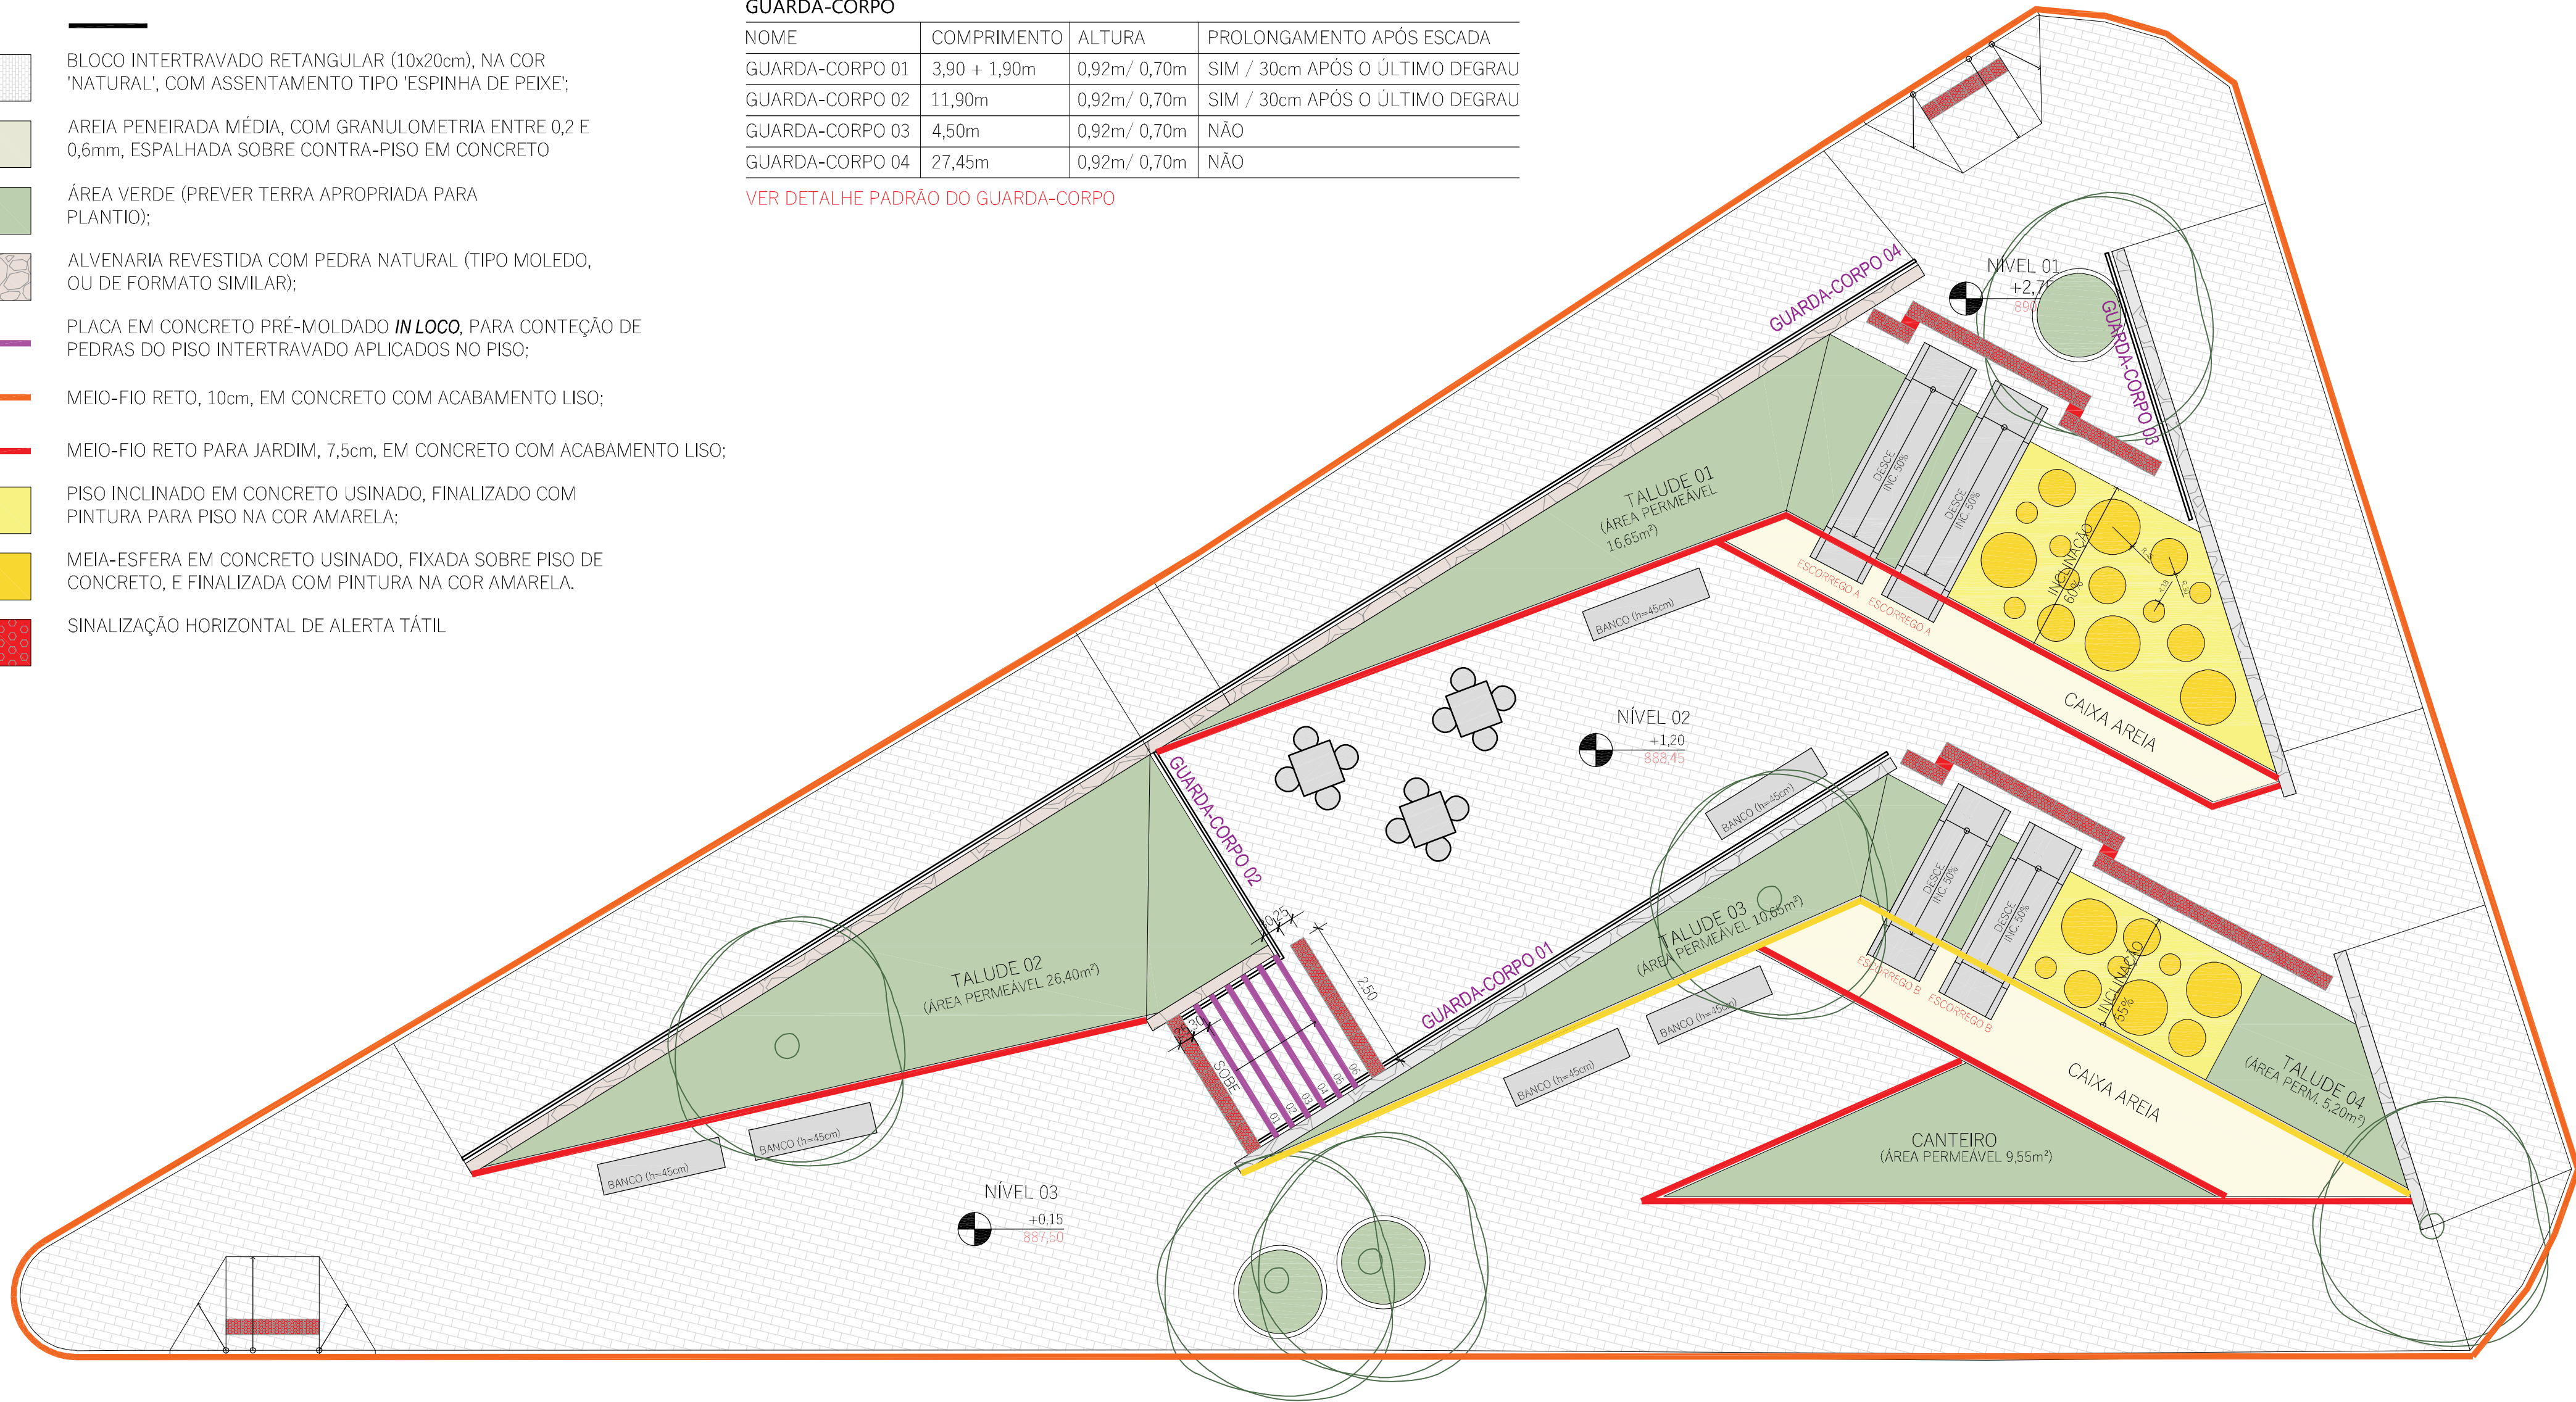 BLOCO INTERTRAVADO RETANGULAR (10x20cm), NA COR
'NATURAL', COM ASSENTAMENTO TIPO 'ESPINHA DE PEIXE';
AREIA PENEIRADA MÉDIA, COM GRANULOMETRIA ENTRE 0,2 E
0,6mm, ESPALHADA SOBRE CONTRA-PISO EM CONCRETO
ÁREA VERDE (PREVER TERRA APROPRIADA PARA
PLANTIO);
ALVENARIA REVESTIDA COM PEDRA NATURAL (TIPO MOLEDO,
OU DE FORMATO SIMILAR);
PLACA EM CONCRETO PRÉ-MOLDADO IN LOCO, PARA CONTEÇÃO DE
PEDRAS DO PISO INTERTRAVADO APLICADOS NO PISO;
MEIO-FIO RETO, 10cm, EM CONCRETO COM ACABAMENTO LISO;
MEIO-FIO RETO PARA JARDIM, 7,5cm, EM CONCRETO COM ACABAMENTO LISO;
PISO INCLINADO EM CONCRETO USINADO, FINALIZADO COM
PINTURA PARA PISO NA COR AMARELA;
MEIA-ESFERA EM CONCRETO USINADO, FIXADA SOBRE PISO DE
CONCRETO, E FINALIZADA COM PINTURA NA COR AMARELA.
SINALIZAÇÃO HORIZONTAL DE ALERTA TÁTIL
GUARDA-CORPO
NOME COMPRIMENTO ALTURA PROLONGAMENTO APÓS ESCADA
GUARDA-CORPO 01 3,90 + 1,90m 0,92m/ 0,70m SIM / 30cm APÓS O ÚLTIMO DEGRAU
GUARDA-CORPO 02 11,90m 0,92m/ 0,70m SIM / 30cm APÓS O ÚLTIMO DEGRAU
GUARDA-CORPO 03 4,50m 0,92m/ 0,70m NÃO
GUARDA-CORPO 04 27,45m 0,92m/ 0,70m NÃO
VER DETALHE PADRÃO DO GUARDA-CORPO
GUARDA-CORPO 04
NÍVEL 01
+2,75
GUARDA-CORPO 03
TALUDE 01
(ÁREA PERMEÁVEL
16,65m²)
DESCE
INC. 50%
DESCE
INC. 50%
INCLINAÇÃO
60%
ESCORREGO A
ESCORREGO A
BANCO (h=45cm)
CAIXA AREIA
NÍVEL 02
+1,20
888,45
GUARDA-CORPO 02
BANCO (h=45cm)
TALUDE 03
(ÁREA PERMEÁVEL 10,65m²)
GUARDA-CORPO 01
DESCE
INC. 50%
DESCE
INC. 50%
INCLINAÇÃO
55%
ESCORREGO B
ESCORREGO B
BANCO (h=45cm)
BANCO (h=45cm)
CAIXA AREIA
TALUDE 04
(ÁREA PERM. 5,20m²)
CANTEIRO
(ÁREA PERMEÁVEL 9,55m²)
TALUDE 02
(ÁREA PERMEÁVEL 26,40m²)
2,50
SOBE
01
02
03
04
05
06
BANCO (h=45cm)
BANCO (h=45cm)
NÍVEL 03
+0,15
887,50